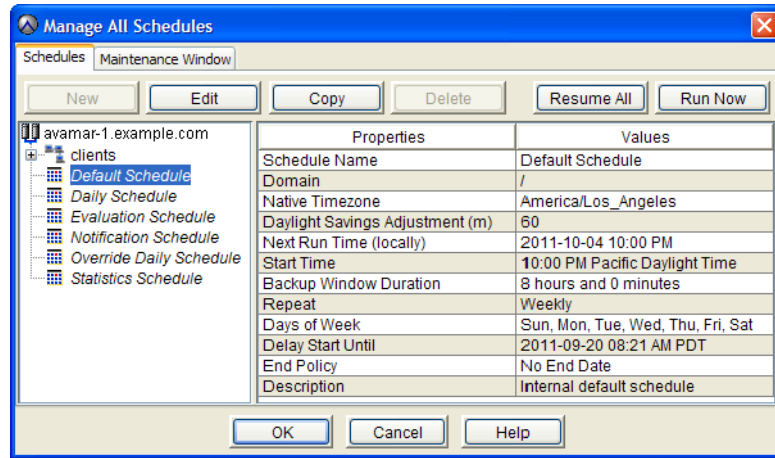 Manage All Schedules
Schedules Maintenance Window
New Edit Copy Delete Resume All Run Now
avamar-1.example.com
clients
Default Schedule
Daily Schedule
Evaluation Schedule
Notification Schedule
Override Daily Schedule
Statistics Schedule
Properties Values
Schedule Name Default Schedule
Domain /
Native Timezone America/Los_Angeles
Daylight Savings Adjustment (m) 60
Next Run Time (locally) 2011-10-04 10:00 PM
Start Time 10:00 PM Pacific Daylight Time
Backup Window Duration 8 hours and 0 minutes
Repeat Weekly
Days of Week Sun, Mon, Tue, Wed, Thu, Fri, Sat
Delay Start Until 2011-09-20 08:21 AM PDT
End Policy No End Date
Description Internal default schedule
OK Cancel Help